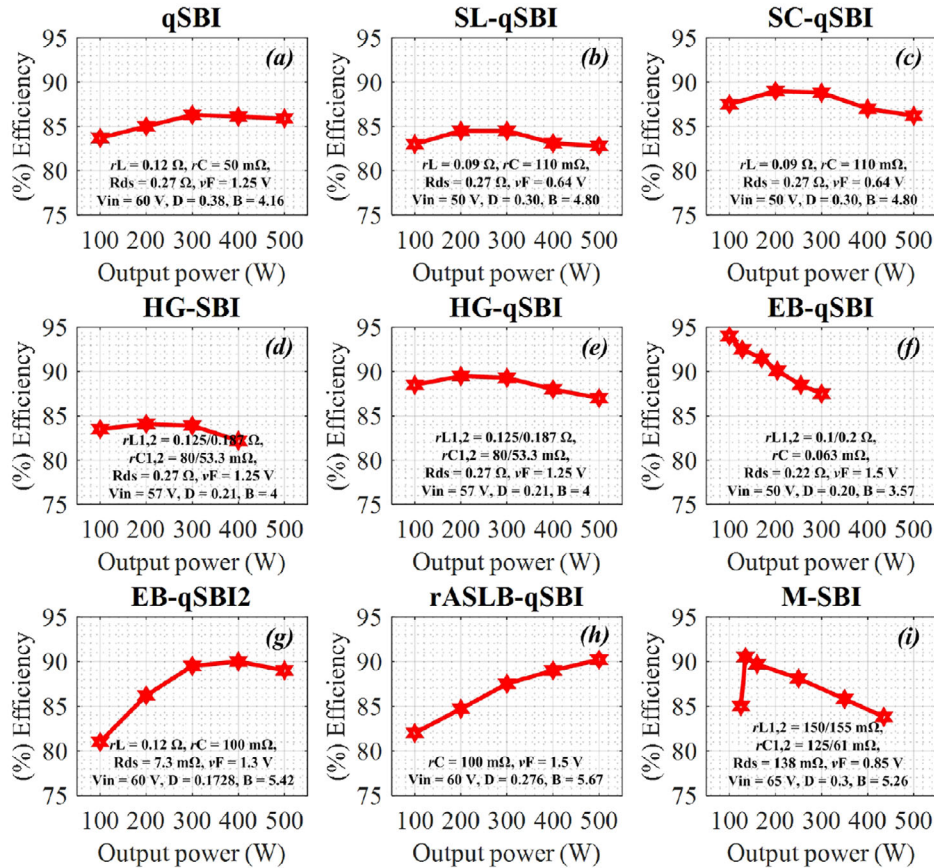 qSBI
(a)
(%) Efficiency
95
90
85
80
75
rL = 0.12 Ω, rC = 50 mΩ,
Rds = 0.27 Ω, vF = 1.25 V
Vin = 60 V, D = 0.38, B = 4.16
100 200 300 400 500
Output power (W)
SL-qSBI
(b)
(%) Efficiency
95
90
85
80
75
rL = 0.09 Ω, rC = 110 mΩ,
Rds = 0.27 Ω, vF = 0.64 V
Vin = 50 V, D = 0.30, B = 4.80
100 200 300 400 500
Output power (W)
SC-qSBI
(c)
(%) Efficiency
95
90
85
80
75
rL = 0.09 Ω, rC = 110 mΩ,
Rds = 0.27 Ω, vF = 0.64 V
Vin = 50 V, D = 0.30, B = 4.80
100 200 300 400 500
Output power (W)
HG-SBI
(d)
(%) Efficiency
95
90
85
80
75
rL1,2 = 0.125/0.187 Ω,
rC1,2 = 80/53.3 mΩ,
Rds = 0.27 Ω, vF = 1.25 V
Vin = 57 V, D = 0.21, B = 4
100 200 300 400 500
Output power (W)
HG-qSBI
(e)
(%) Efficiency
95
90
85
80
75
rL1,2 = 0.125/0.187 Ω,
rC1,2 = 80/53.3 mΩ,
Rds = 0.27 Ω, vF = 1.25 V
Vin = 57 V, D = 0.21, B = 4
100 200 300 400 500
Output power (W)
EB-qSBI
(f)
(%) Efficiency
95
90
85
80
75
rL1,2 = 0.1/0.2 Ω,
rC = 0.063 mΩ,
Rds = 0.22 Ω, vF = 1.5 V
Vin = 50 V, D = 0.20, B = 3.57
100 200 300 400 500
Output power (W)
EB-qSBI2
(g)
(%) Efficiency
95
90
85
80
75
rL = 0.12 Ω, rC = 100 mΩ,
Rds = 7.3 mΩ, vF = 1.3 V
Vin = 60 V, D = 0.1728, B = 5.42
100 200 300 400 500
Output power (W)
rASLB-qSBI
(h)
(%) Efficiency
95
90
85
80
75
rC = 100 mΩ, vF = 1.5 V
Vin = 60 V, D = 0.276, B = 5.67
100 200 300 400 500
Output power (W)
M-SBI
(i)
(%) Efficiency
95
90
85
80
75
rL1,2 = 150/155 mΩ,
rC1,2 = 125/61 mΩ,
Rds = 138 mΩ, vF = 0.85 V
Vin = 65 V, D = 0.3, B = 5.26
100 200 300 400 500
Output power (W)